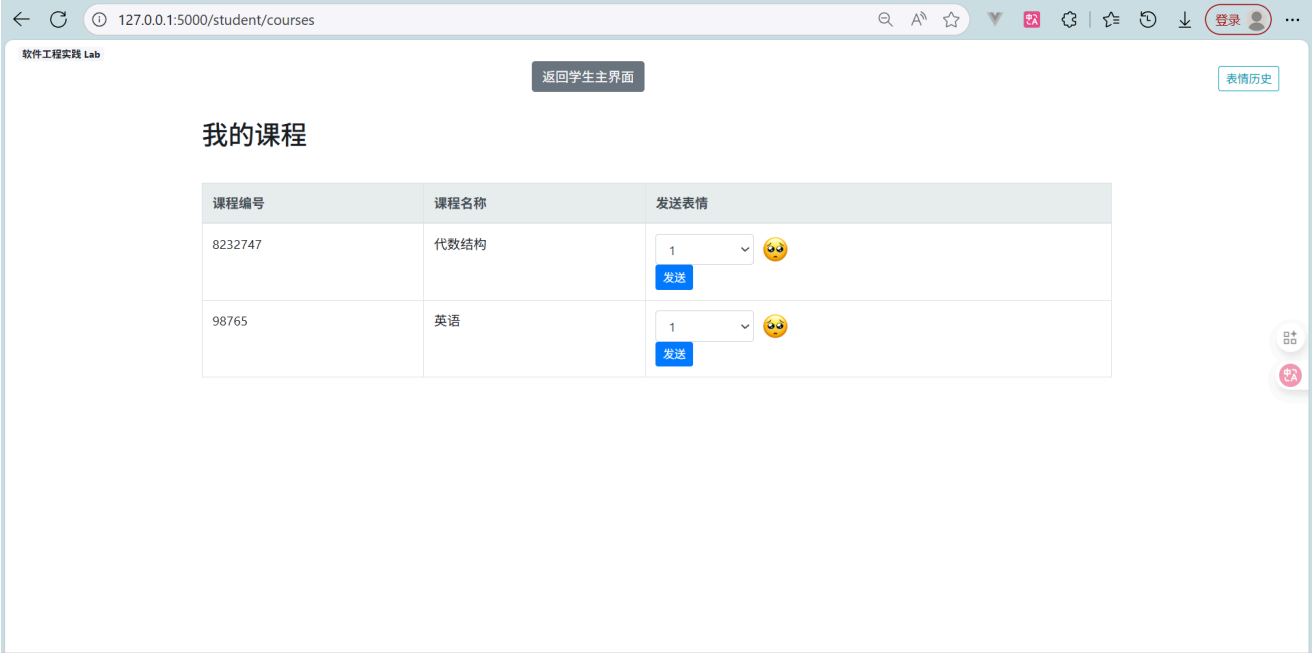 127.0.0.1:5000/student/courses
登录
软件工程实践 Lab
返回学生主界面
表情历史
我的课程
课程编号 课程名称 发送表情
8232747 代数结构 1
发送
98765 英语 1
发送